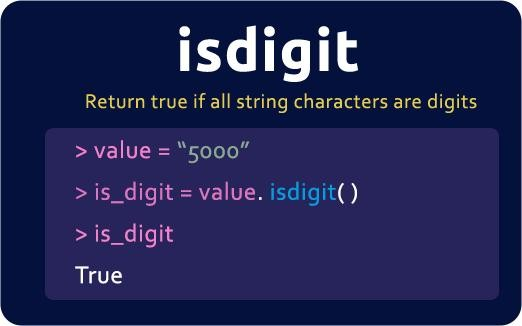 isdigit
Return true if all string characters are digits
> value = “5000”
> is_digit = value. isdigit( )
> is_digit
True